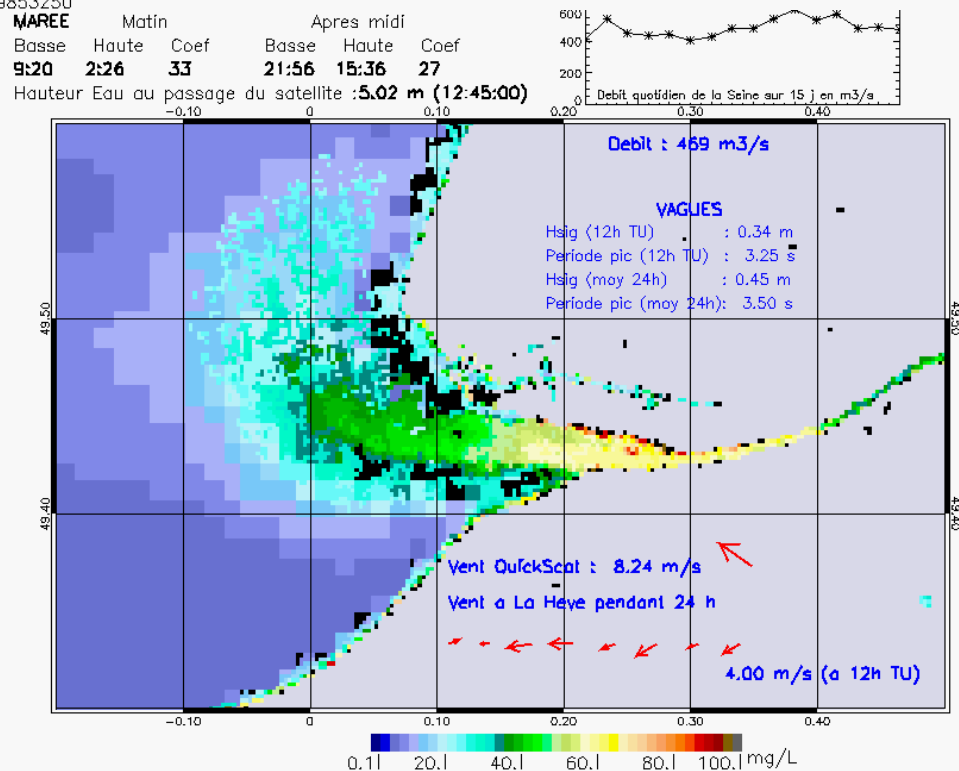 MAREE Matin Apres midi
Basse Haute Coef Basse Haute Coef
9:20 2:26 33 21:56 15:36 27
Hauteur Eau au passage du satellite :5.02 m (12:45:00)
600
400
200
0
Debit quotidien de la Seine sur 15 j en m3/s
-0.10 0 0.10 0.20 0.30 0.40
Debit : 469 m3/s
VAGUES
Hsig (12h TU) : 0.34 m
Periode pic (12h TU) : 3.25 s
Hsig (moy 24h) : 0.45 m
Periode pic (moy 24h): 3.50 s
49.50 49.50
49.40 49.40
Vent QuickScat : 8.24 m/s
Vent a La Heve pendant 24 h
4.00 m/s (a 12h TU)
-0.10 0 0.10 0.20 0.30 0.40
0.1 20. 40. 60. 80. 100. mg/L